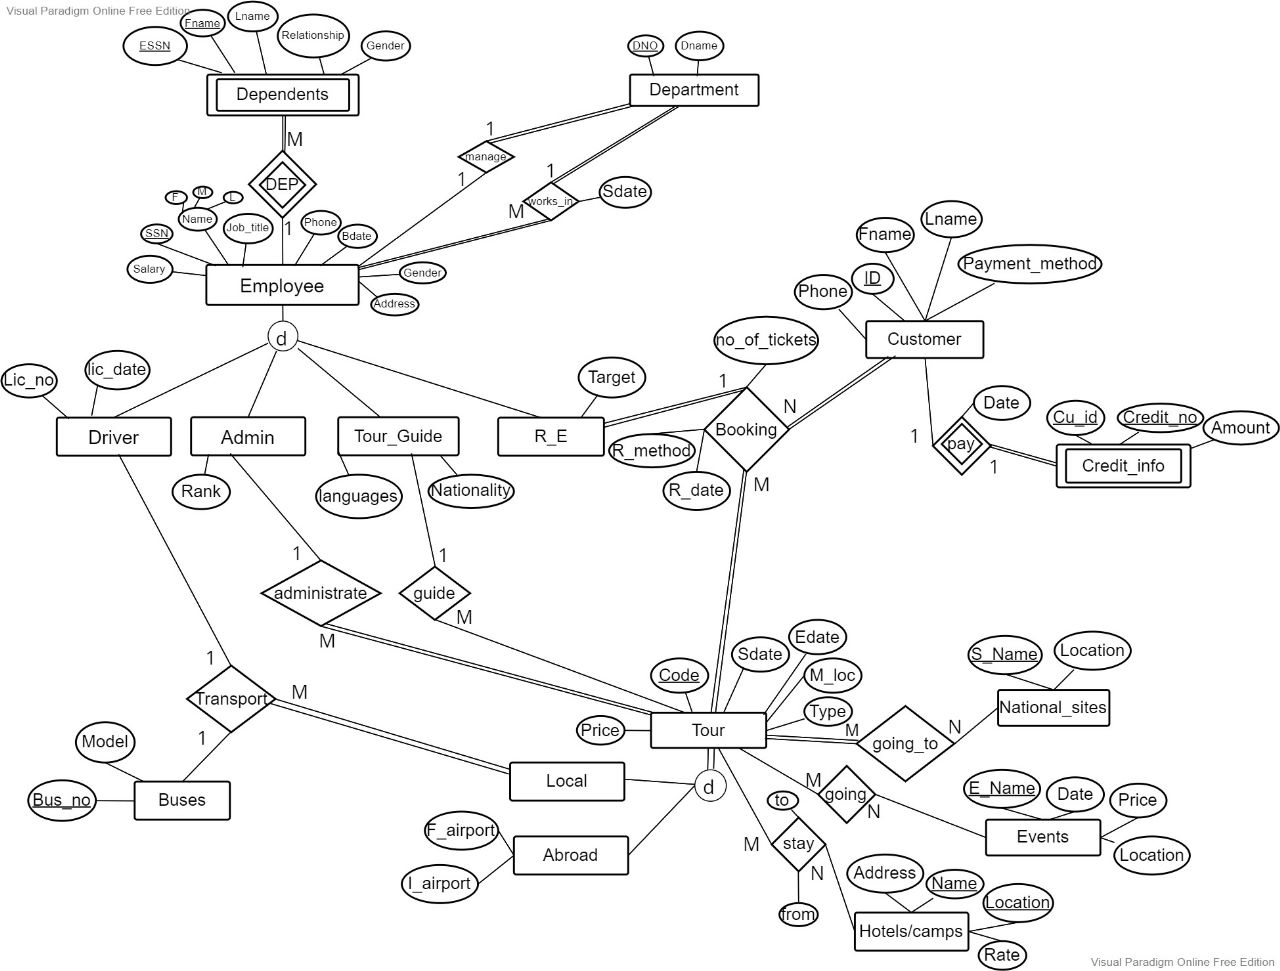 Visual Paradigm Online Free Edition
Fname
Lname
ESSN
Relationship
Gender
DNO
Dname
Dependents
Department
M
1
manage
1
1
DEP
works_in
Sdate
M
F
M
L
Name
SSN
Job_title
1
Phone
Bdate
Salary
Gender
Employee
Address
Fname
Lname
ID
Payment_method
Phone
Customer
d
no_of_tickets
Lic_no
lic_date
Target
1
N
Date
Driver
Admin
Tour_Guide
R_E
Booking
Cu_id
Credit_no
Amount
1
pay
1
Credit_info
R_method
R_date
M
Rank
languages
Nationality
1
1
administrate
guide
M
M
Code
Sdate
Edate
M_loc
Type
S_Name
Location
National_sites
1
Transport
M
1
Price
Tour
M
going_to
N
Model
Bus_no
Buses
Local
d
M
going
N
E_Name
Date
Price
Events
Location
to
F_airport
Abroad
I_airport
M
stay
N
from
Address
Name
Location
Hotels/camps
Rate
Visual Paradigm Online Free Edition